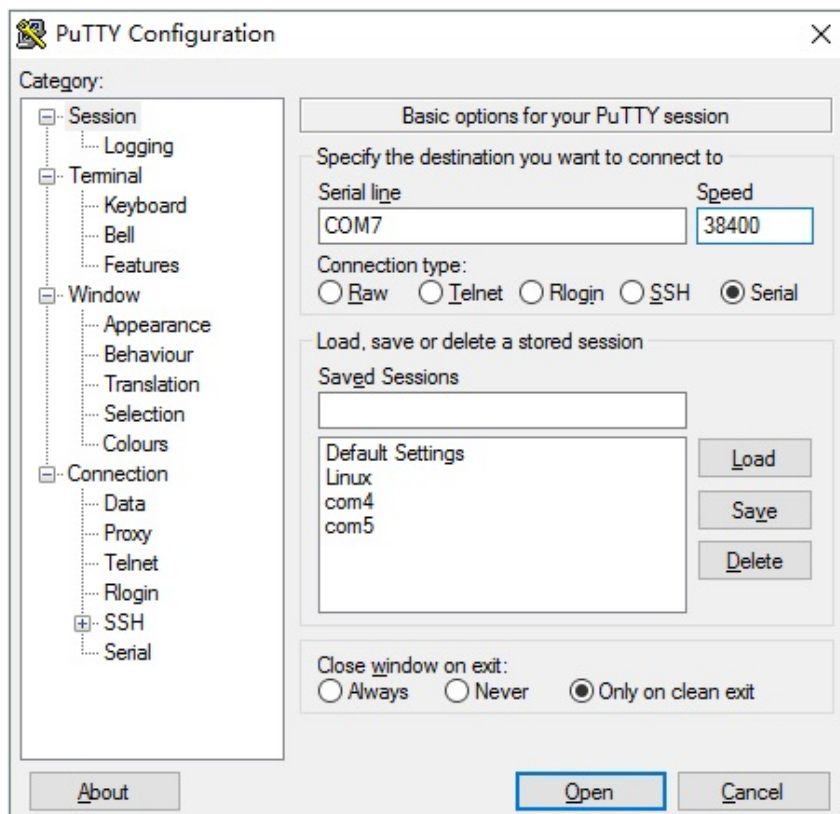 PuTTY Configuration
Category:
Session
Logging
Terminal
Keyboard
Bell
Features
Window
Appearance
Behaviour
Translation
Selection
Colours
Connection
Data
Proxy
Telnet
Rlogin
SSH
Serial
Basic options for your PuTTY session
Specify the destination you want to connect to
Serial line Speed
COM7 38400
Connection type:
Raw Telnet Rlogin SSH Serial
Load, save or delete a stored session
Saved Sessions
Default Settings
Linux
com4
com5
Load
Save
Delete
Close window on exit:
Always Never Only on clean exit
About Open Cancel